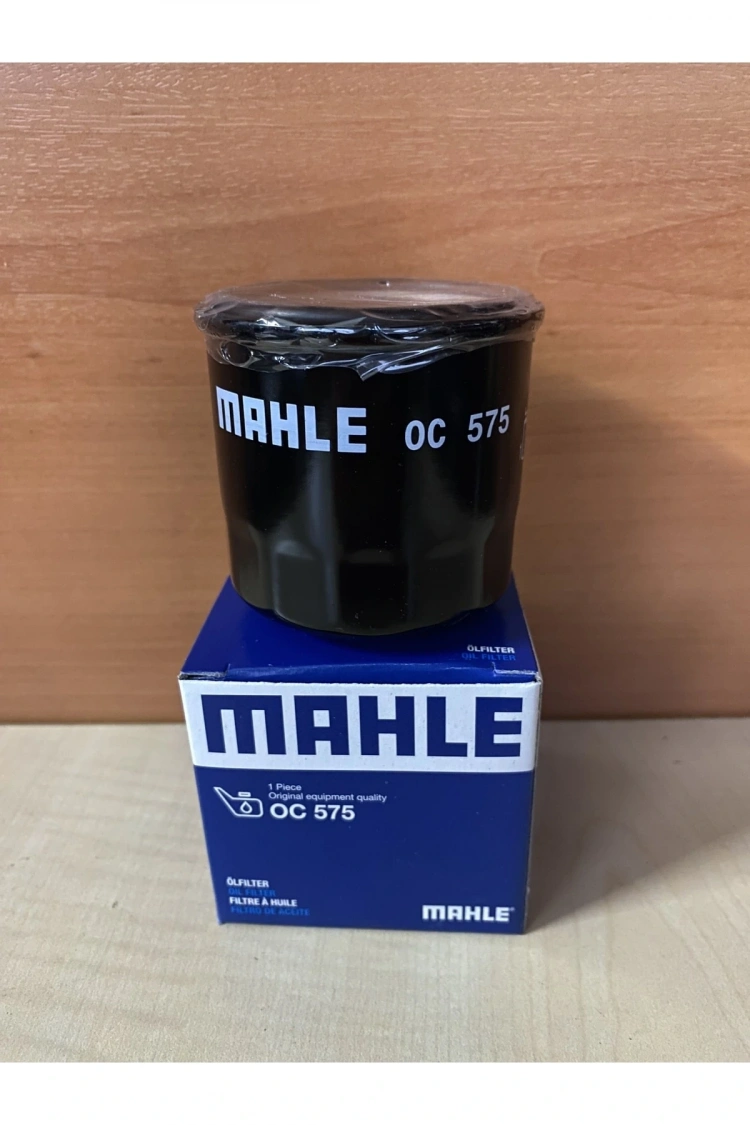 MAHLE OC 575
ÖLFILTER
OIL FILTER
MAHLE
1 Piece
Original equipment quality
OC 575
ÖLFILTER
OIL FILTER
FILTRE À HUILE
FILTRO DE ACEITE
MAHLE